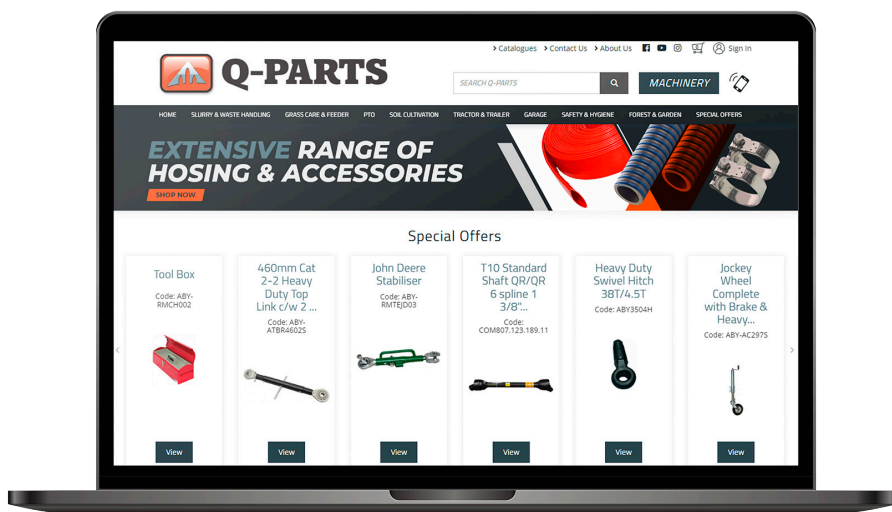 > Catalogues > Contact Us > About Us Sign In
Q-PARTS
SEARCH Q-PARTS
MACHINERY
HOME SLURRY & WASTE HANDLING GRASS CARE & FEEDER PTO SOIL CULTIVATION TRACTOR & TRAILER GARAGE SAFETY & HYGIENE FOREST & GARDEN SPECIAL OFFERS
EXTENSIVE RANGE OF
HOSING & ACCESSORIES
SHOP NOW
Special Offers
Tool Box
Code: ABY-
RMCH002
View
460mm Cat
2-2 Heavy
Duty Top
Link c/w 2 ...
Code: ABY-
ATBR4602S
View
John Deere
Stabiliser
Code: ABY-
RMTEJD03
View
T10 Standard
Shaft QR/QR
6 spline 1
3/8"...
Code:
COM807.123.189.11
View
Heavy Duty
Swivel Hitch
38T/4.5T
Code: ABY3504H
View
Jockey
Wheel
Complete
with Brake &
Heavy...
Code: ABY-AC297S
View